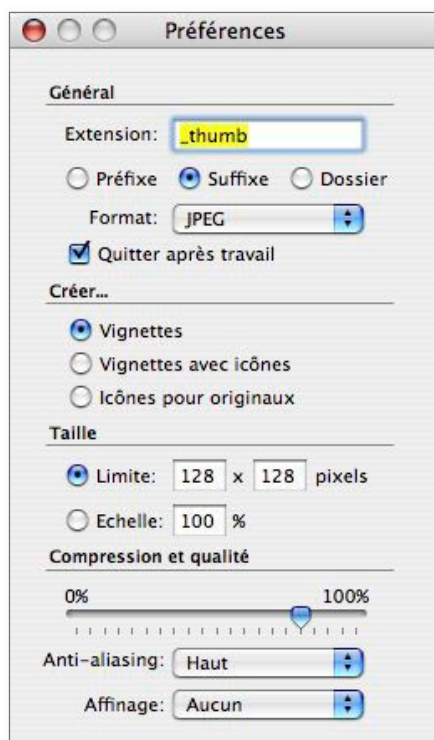 Préférences
Général
Extension: _thumb
Préfixe Suffixe Dossier
Format: JPEG
Quitter après travail
Créer...
Vignettes
Vignettes avec icônes
Icônes pour originaux
Taille
Limite: 128 x 128 pixels
Echelle: 100 %
Compression et qualité
0% 100%
Anti-aliasing: Haut
Affinage: Aucun